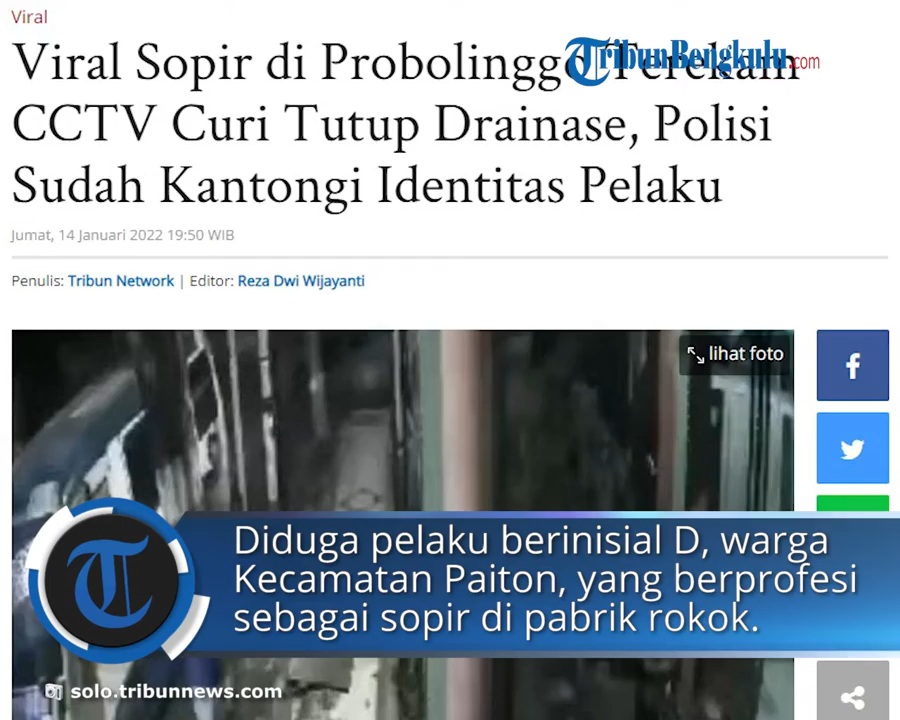 Viral
Viral Sopir di Probolinggo Terekam
TribunBengkulu.com
CCTV Curi Tutup Drainase, Polisi
Sudah Kantongi Identitas Pelaku
Jumat, 14 Januari 2022 19:50 WIB
Penulis: Tribun Network | Editor: Reza Dwi Wijayanti
lihat foto
Diduga pelaku berinisial D, warga
Kecamatan Paiton, yang berprofesi
sebagai sopir di pabrik rokok.
solo.tribunnews.com